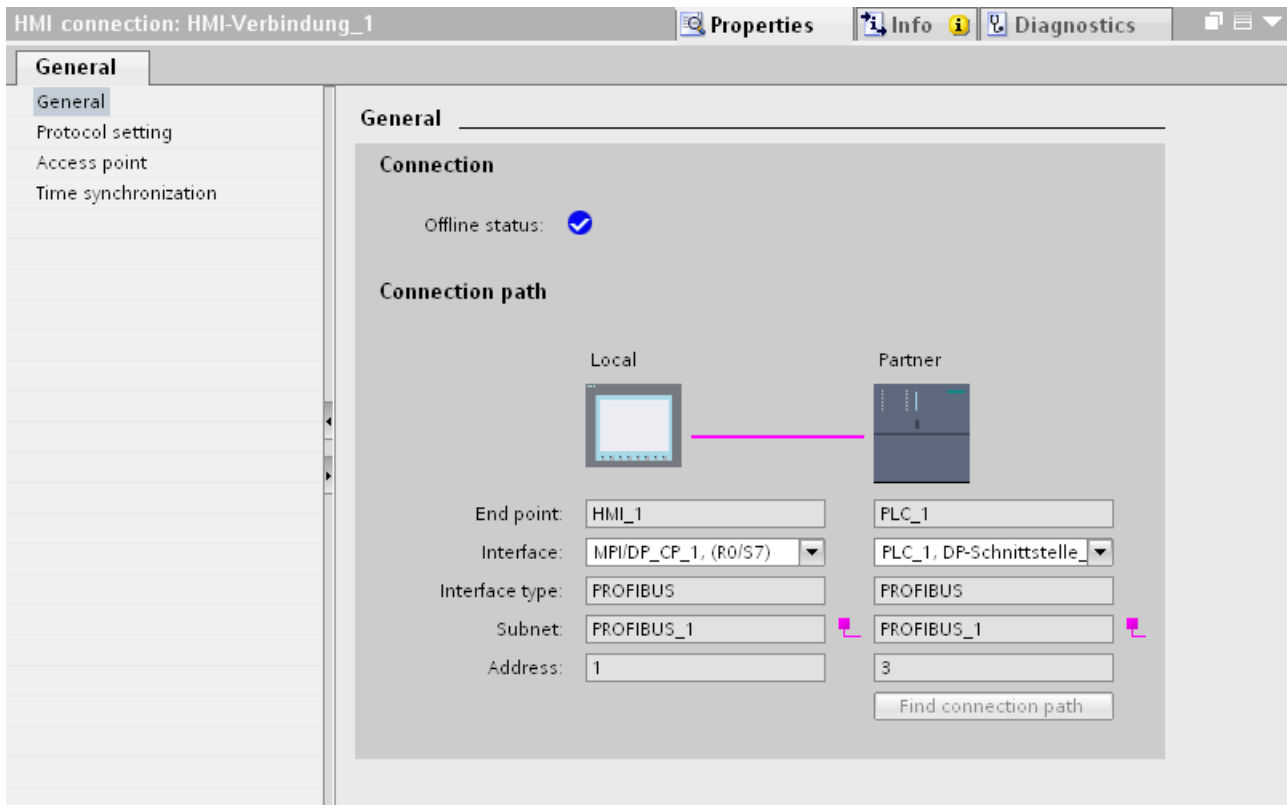 HMI connection: HMI-Verbindung_1
Properties
Info
Diagnostics
General
General
Protocol setting
Access point
Time synchronization
General
Connection
Offline status:
Connection path
Local Partner
End point: HMI_1 PLC_1
Interface: MPI/DP_CP_1, (R0/S7) PLC_1, DP-Schnittstelle_
Interface type: PROFIBUS PROFIBUS
Subnet: PROFIBUS_1 PROFIBUS_1
Address: 1 3
Find connection path